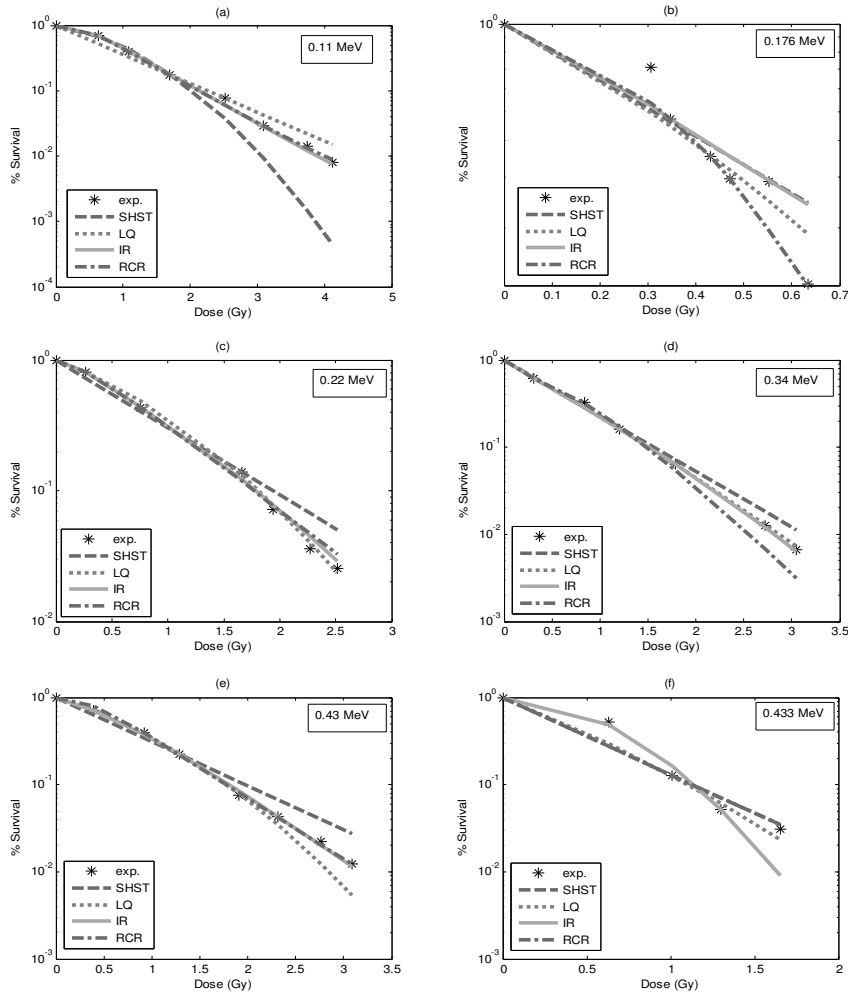 (a)
0.11 MeV
10^0
10^-1
10^-2
10^-3
10^-4
% Survival
exp.
SHST
LQ
IR
RCR
0 1 2 3 4 5
Dose (Gy)
(b)
0.176 MeV
10^0
% Survival
exp.
SHST
LQ
IR
RCR
0 0.1 0.2 0.3 0.4 0.5 0.6 0.7
Dose (Gy)
(c)
0.22 MeV
10^0
10^-1
10^-2
% Survival
exp.
SHST
LQ
IR
RCR
0 0.5 1 1.5 2 2.5 3
Dose (Gy)
(d)
0.34 MeV
10^0
10^-1
10^-2
10^-3
% Survival
exp.
SHST
LQ
IR
RCR
0 0.5 1 1.5 2 2.5 3 3.5
Dose (Gy)
(e)
0.43 MeV
10^0
10^-1
10^-2
10^-3
% Survival
exp.
SHST
LQ
IR
RCR
0 0.5 1 1.5 2 2.5 3 3.5
Dose (Gy)
(f)
0.433 MeV
10^0
10^-1
10^-2
10^-3
% Survival
exp.
SHST
LQ
IR
RCR
0 0.5 1 1.5 2
Dose (Gy)